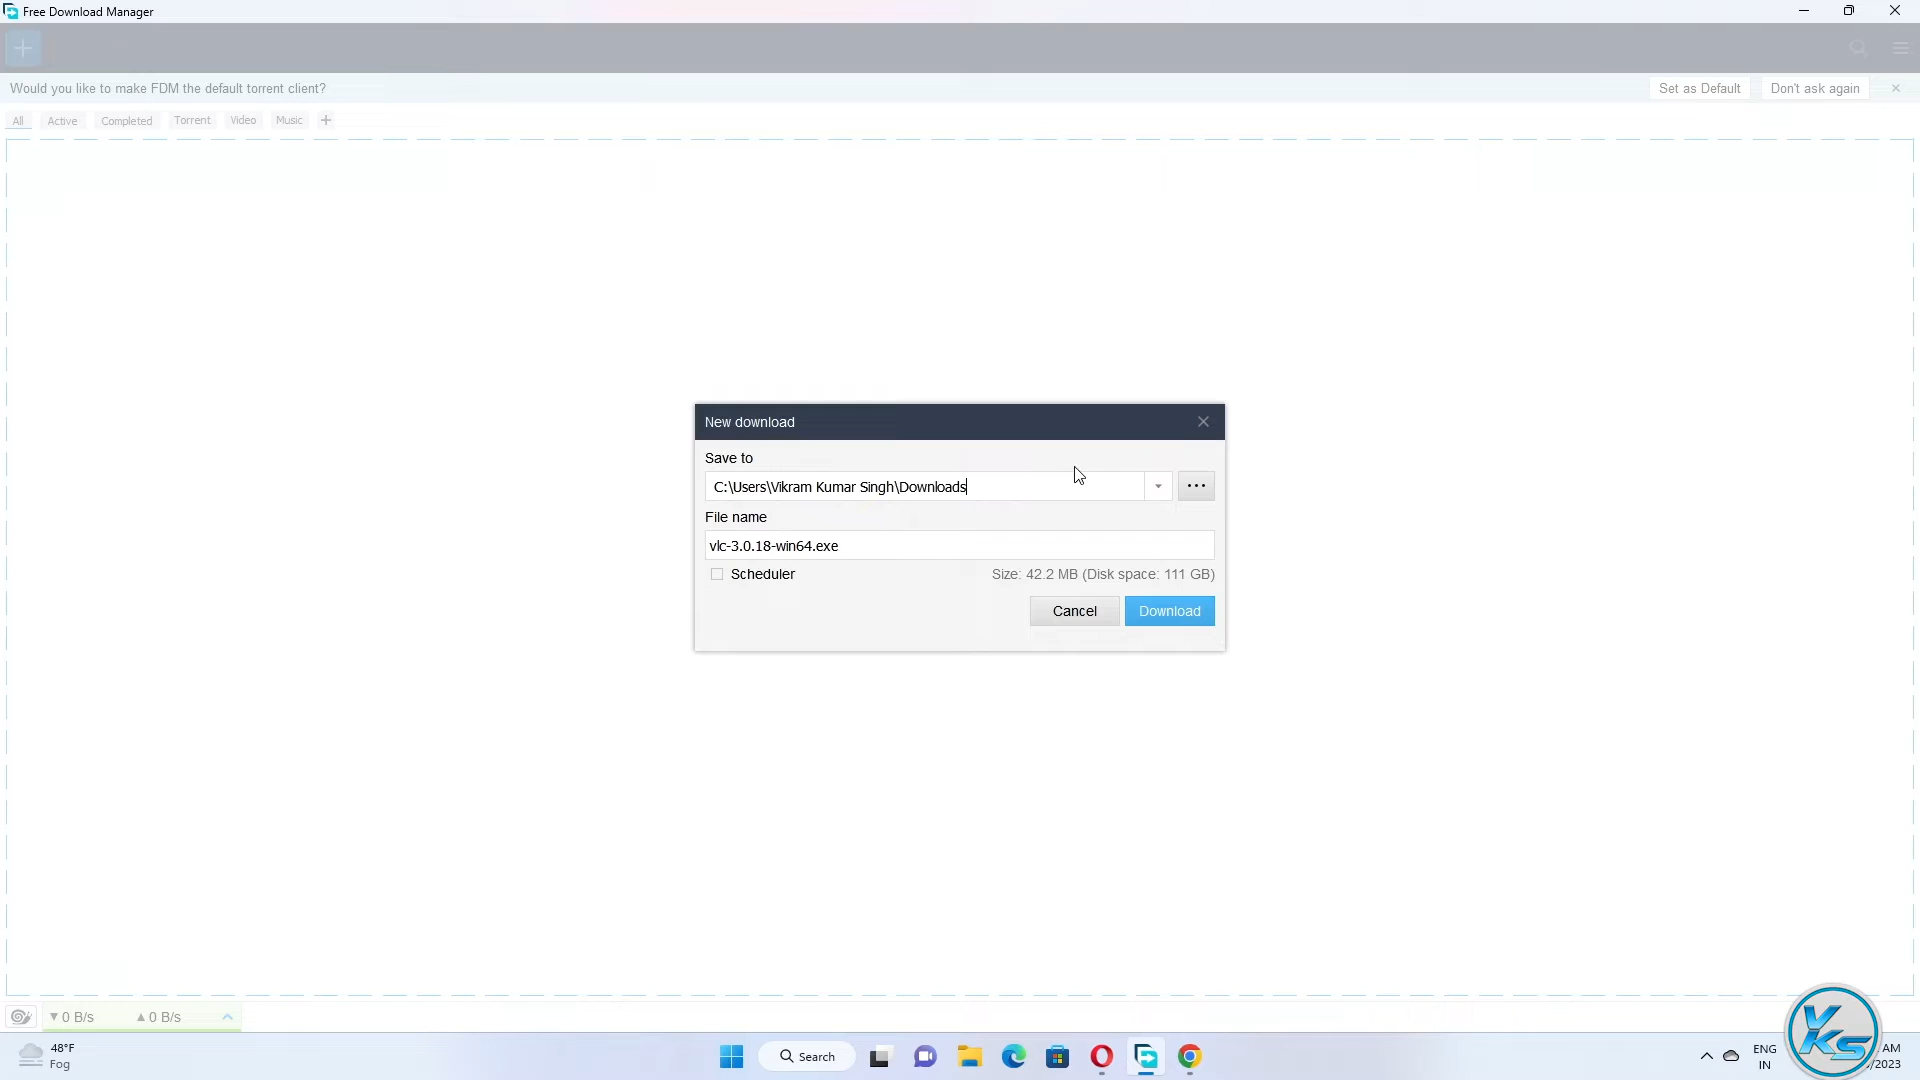 Free Download Manager
Would you like to make FDM the default torrent client?
Set as Default
Don't ask again
All
Active
Completed
Torrent
Video
Music
New download
Save to
C:\Users\Vikram Kumar Singh\Downloads
File name
vlc-3.0.18-win64.exe
Scheduler
Size: 42.2 MB (Disk space: 111 GB)
Cancel
Download
▼ 0 B/s
▲ 0 B/s
48°F
Fog
Search
ENG
IN
AM
/2023
VKS